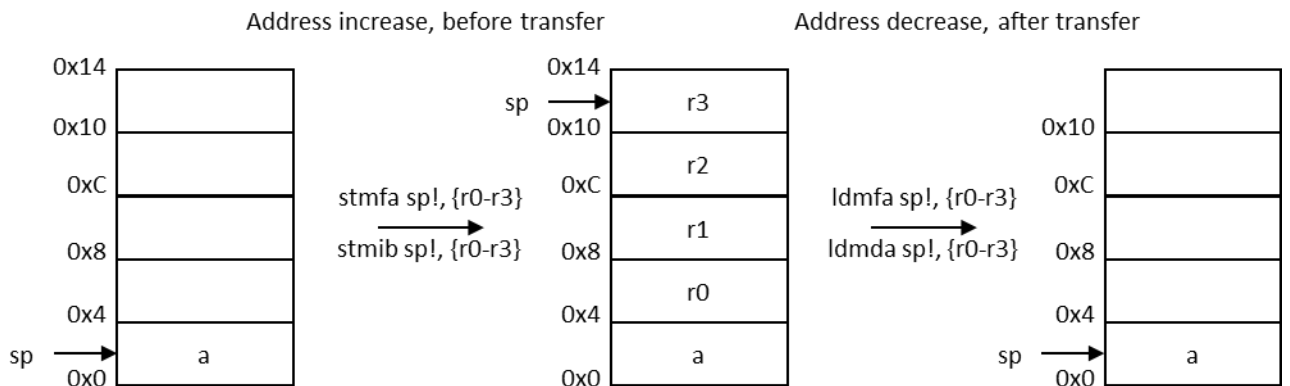 Address increase, before transfer
Address decrease, after transfer
0x14
0x10
0xC
0x8
0x4
sp
a
0x0
stmfa sp!, {r0-r3}
stmib sp!, {r0-r3}
0x14
sp
r3
0x10
r2
0xC
r1
0x8
r0
0x4
a
0x0
ldmfa sp!, {r0-r3}
ldmda sp!, {r0-r3}
0x10
0xC
0x8
0x4
sp
a
0x0